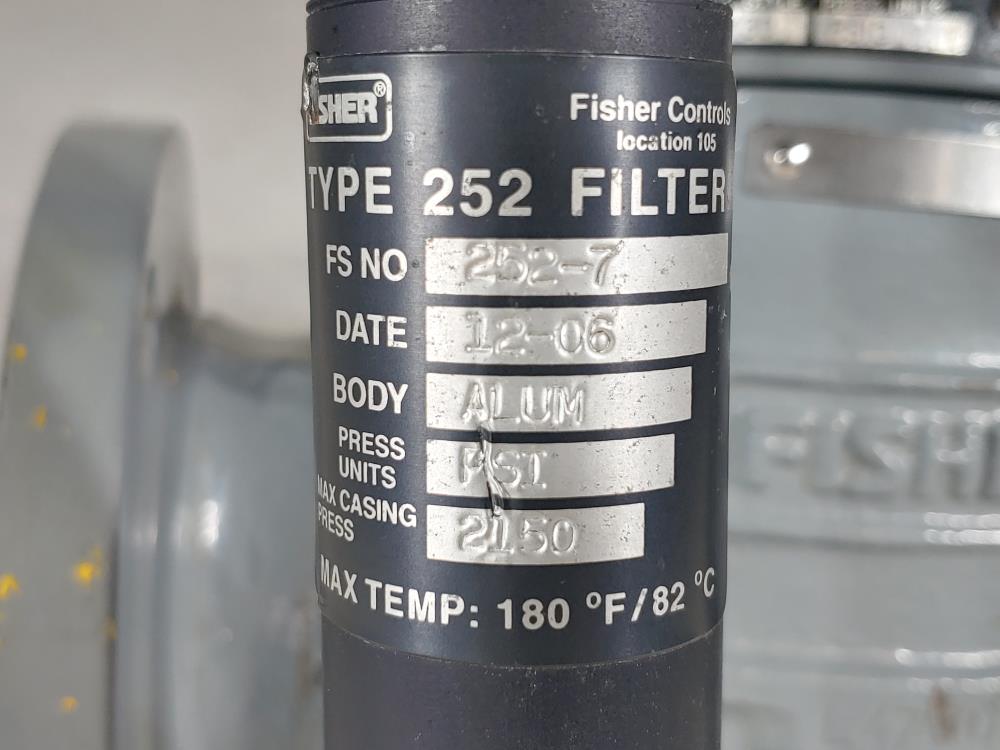 FISHER®
Fisher Controls
location 105
TYPE 252 FILTER
FS NO 252-7
DATE 12-06
BODY ALUM
PRESS
UNITS PSI
MAX CASING
PRESS 2150
MAX TEMP: 180 °F/82 °C
FISHE